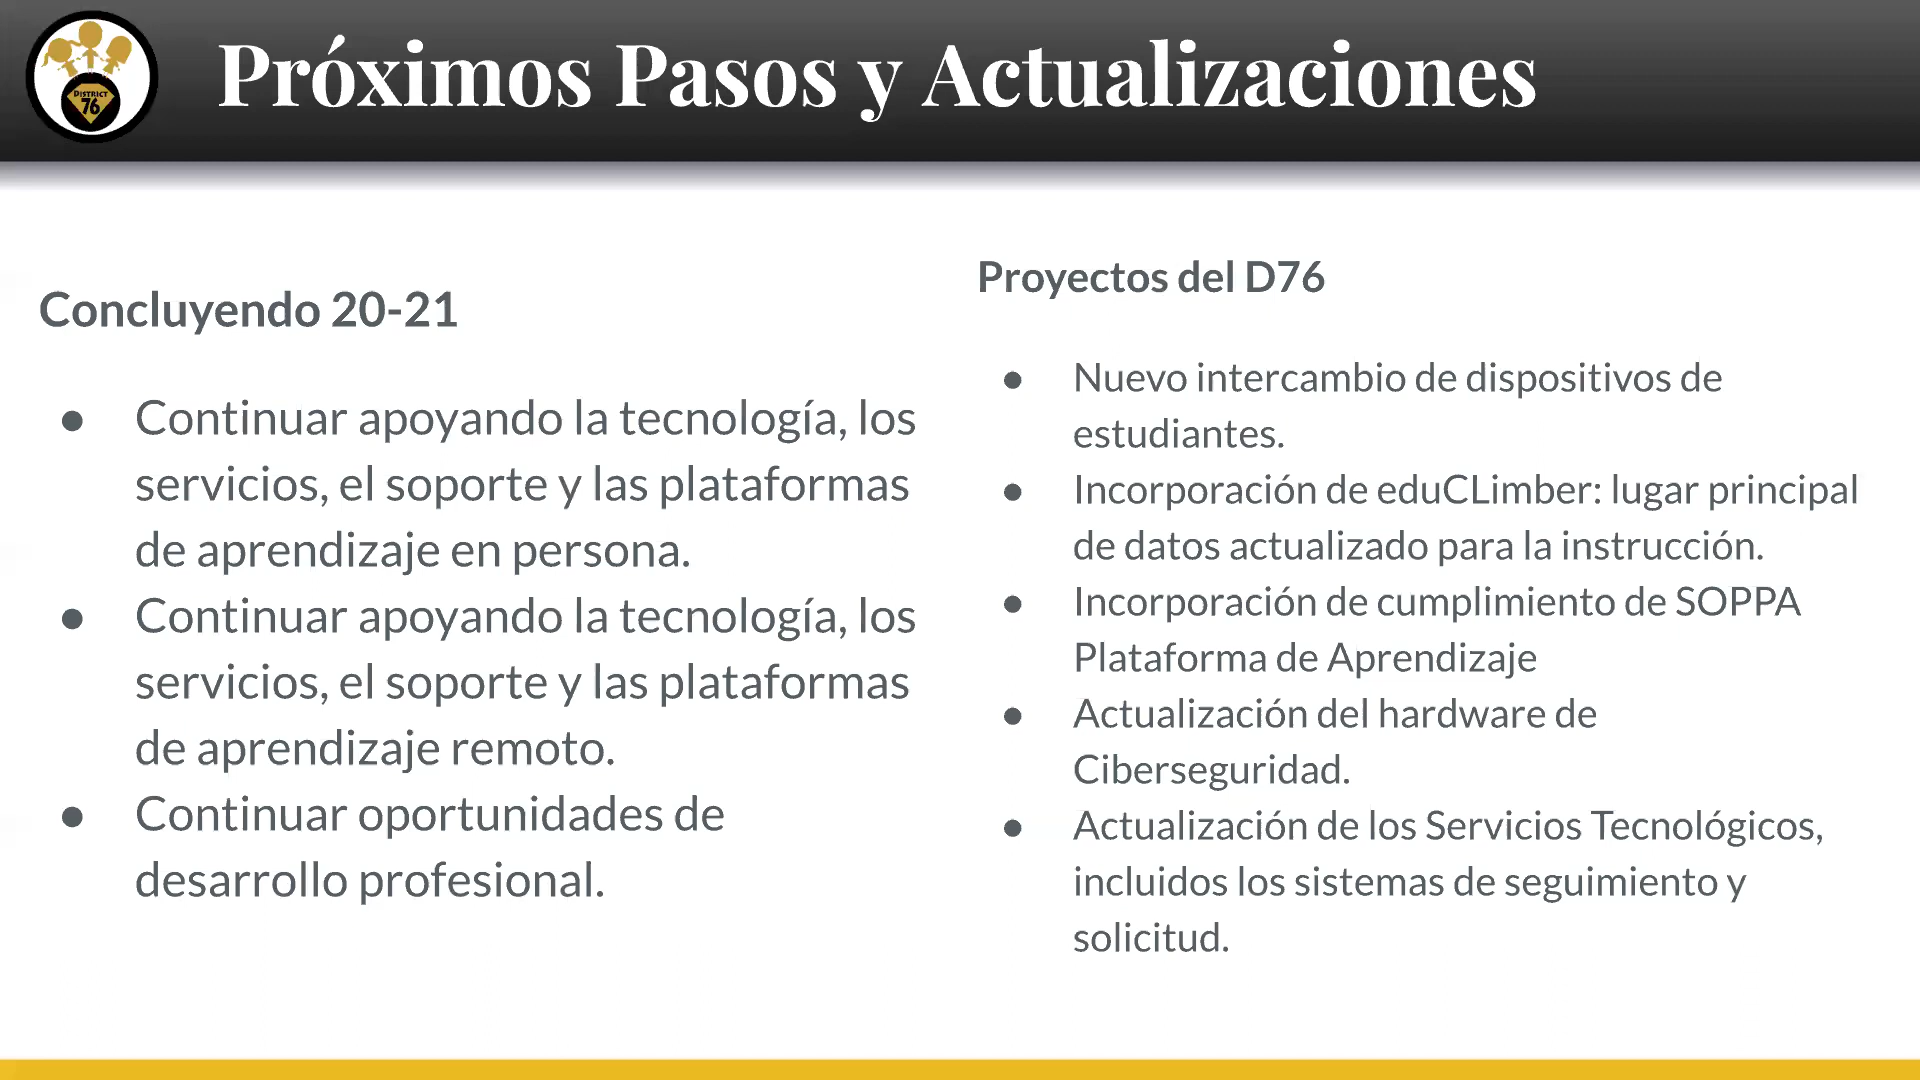 DISTRICT
76
Próximos Pasos y Actualizaciones
Concluyendo 20-21
● Continuar apoyando la tecnología, los
servicios, el soporte y las plataformas
de aprendizaje en persona.
● Continuar apoyando la tecnología, los
servicios, el soporte y las plataformas
de aprendizaje remoto.
● Continuar oportunidades de
desarrollo profesional.
Proyectos del D76
● Nuevo intercambio de dispositivos de
estudiantes.
● Incorporación de eduCLimber: lugar principal
de datos actualizado para la instrucción.
● Incorporación de cumplimiento de SOPPA
Plataforma de Aprendizaje
● Actualización del hardware de
Ciberseguridad.
● Actualización de los Servicios Tecnológicos,
incluidos los sistemas de seguimiento y
solicitud.